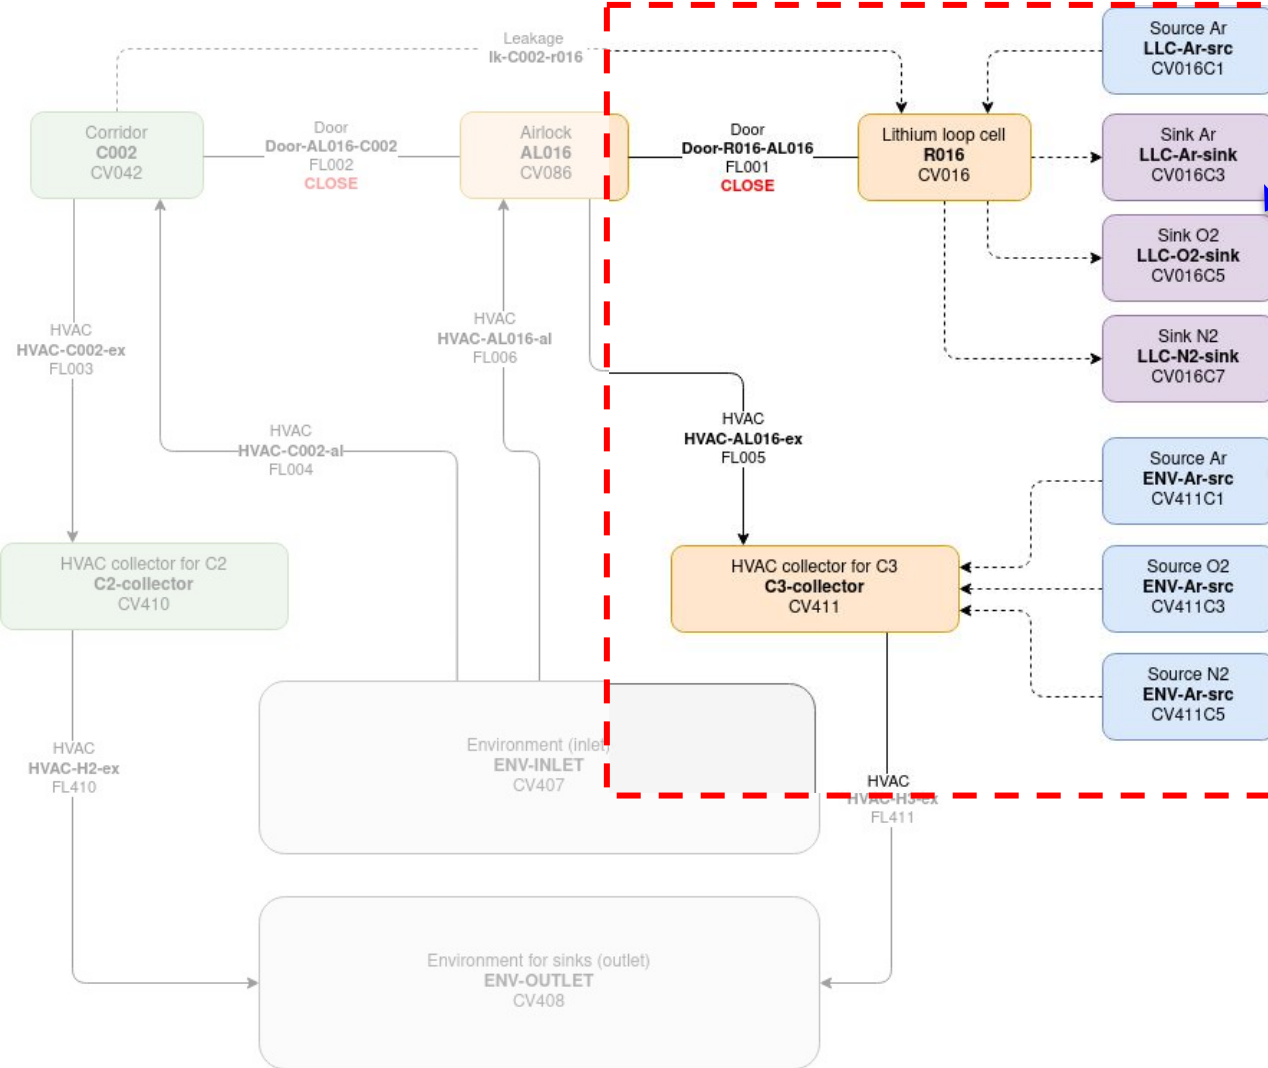 Leakage
lk-C002-r016
Source Ar
LLC-Ar-src
CV016C1
Corridor
C002
CV042
Door
Door-AL016-C002
FL002
CLOSE
Airlock
AL016
CV086
Door
Door-R016-AL016
FL001
CLOSE
Lithium loop cell
R016
CV016
Sink Ar
LLC-Ar-sink
CV016C3
Sink O2
LLC-O2-sink
CV016C5
HVAC
HVAC-C002-ex
FL003
HVAC
HVAC-AL016-al
FL006
Sink N2
LLC-N2-sink
CV016C7
HVAC
HVAC-C002-al
FL004
HVAC
HVAC-AL016-ex
FL005
Source Ar
ENV-Ar-src
CV411C1
HVAC collector for C2
C2-collector
CV410
HVAC collector for C3
C3-collector
CV411
Source O2
ENV-Ar-src
CV411C3
Source N2
ENV-Ar-src
CV411C5
HVAC
HVAC-H2-ex
FL410
Environment (inlet)
ENV-INLET
CV407
HVAC
HVAC-H3-ex
FL411
Environment for sinks (outlet)
ENV-OUTLET
CV408